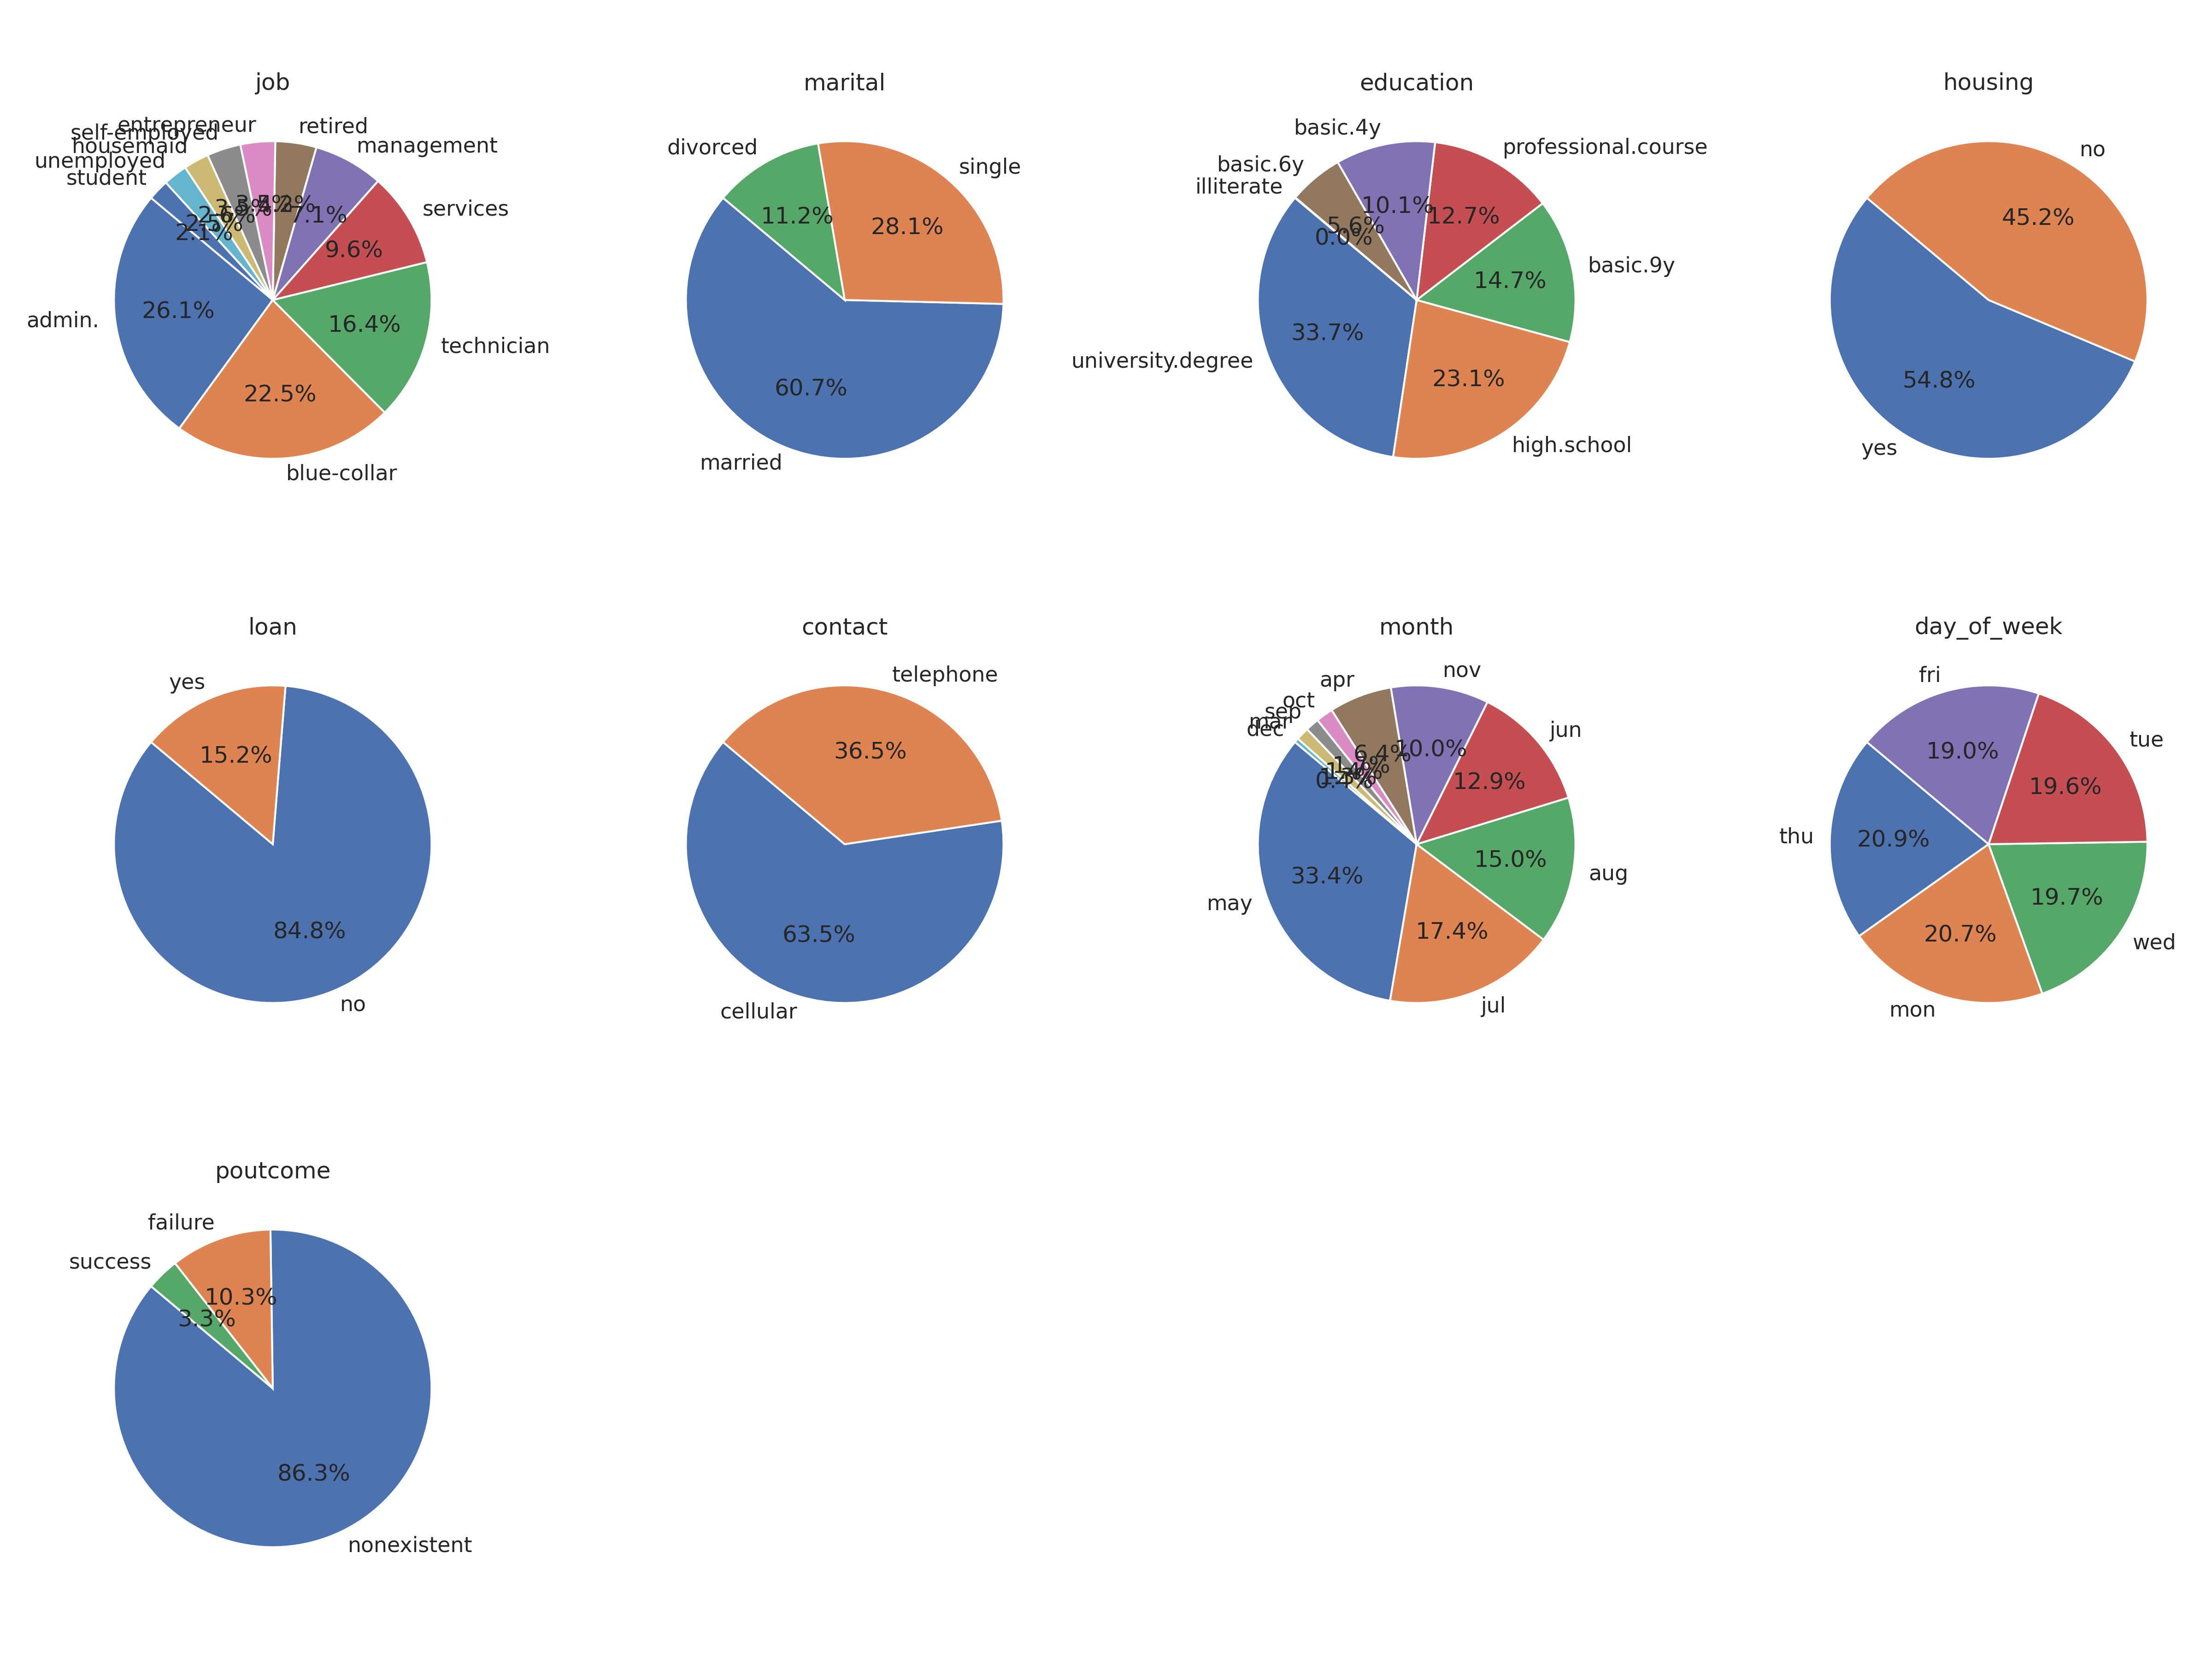 job
entrepreneur
retired
self-employed
management
housemaid
unemployed
student
services
7.1%
2.1%
9.6%
admin.
26.1%
16.4%
technician
22.5%
blue-collar
marital
divorced
single
11.2%
28.1%
60.7%
married
education
basic.4y
professional.course
basic.6y
illiterate
10.1%
12.7%
5.6%
0.0%
basic.9y
14.7%
33.7%
university.degree
23.1%
high.school
housing
no
45.2%
54.8%
yes
loan
yes
15.2%
84.8%
no
contact
telephone
36.5%
63.5%
cellular
month
nov
apr
oct
sep
mar
dec
jun
10.0%
6.4%
12.9%
0.4%
15.0%
aug
33.4%
may
17.4%
jul
day_of_week
fri
tue
19.0%
19.6%
thu
20.9%
19.7%
20.7%
wed
mon
poutcome
failure
success
10.3%
3.3%
86.3%
nonexistent